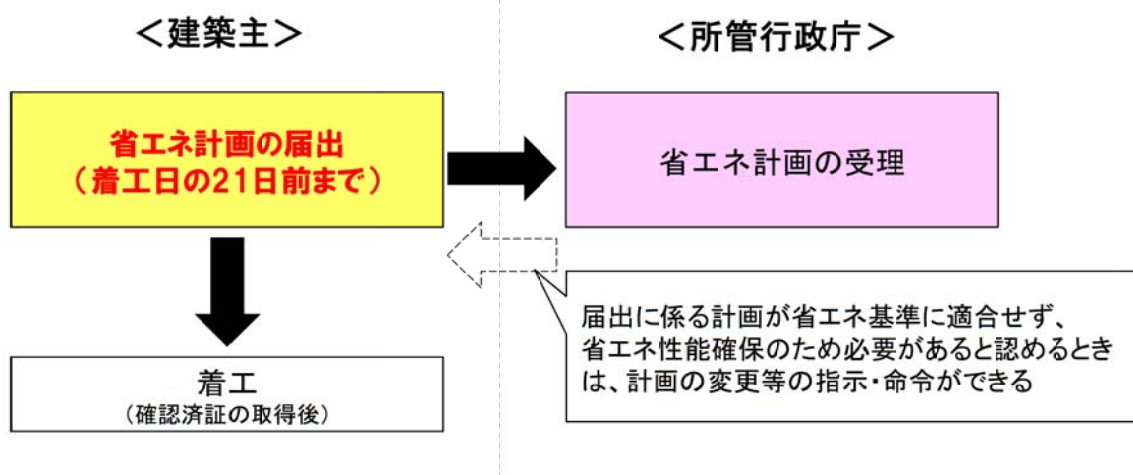 ＜建築主＞
＜所管行政庁＞
省エネ計画の届出
（着工日の21日前まで）
省エネ計画の受理
届出に係る計画が省エネ基準に適合せず、
省エネ性能確保のため必要があると認めるとき
は、計画の変更等の指示・命令ができる
着工
（確認済証の取得後）